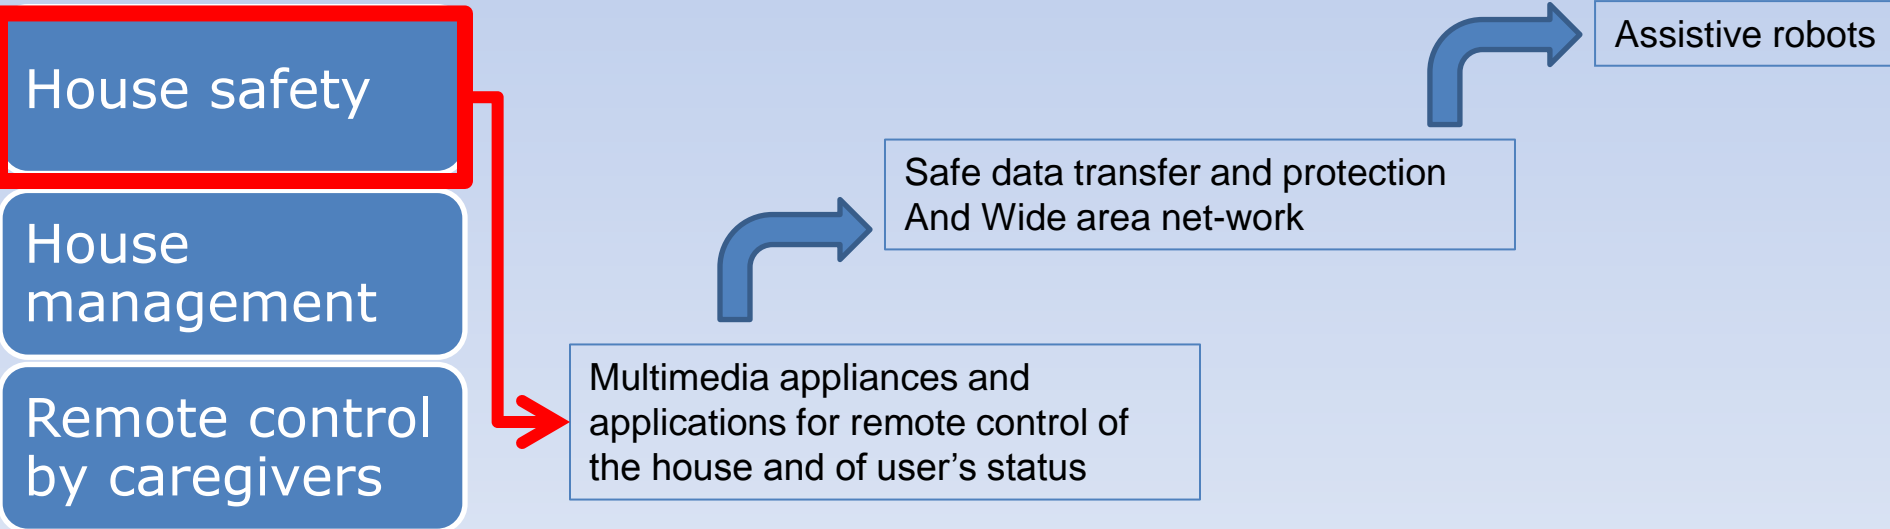 House safety
House
management
Remote control
by caregivers
Assistive robots
Safe data transfer and protection
And Wide area net-work
Multimedia appliances and
applications for remote control of
the house and of user’s status